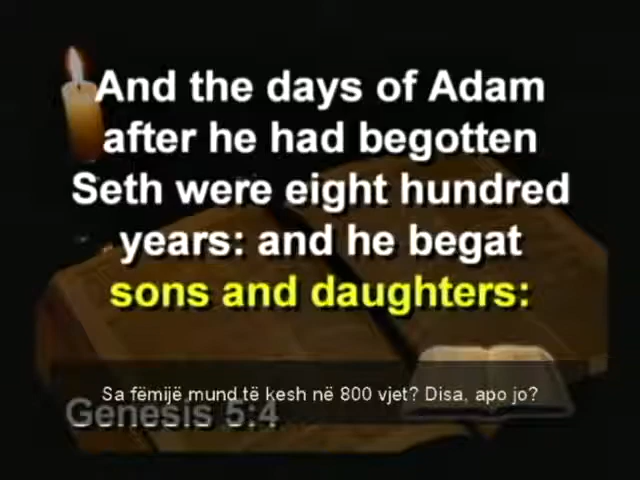 And the days of Adam
after he had begotten
Seth were eight hundred
years: and he begat
sons and daughters:
Sa fëmijë mund të kesh në 800 vjet? Disa, apo jo?
Genesis 5:4